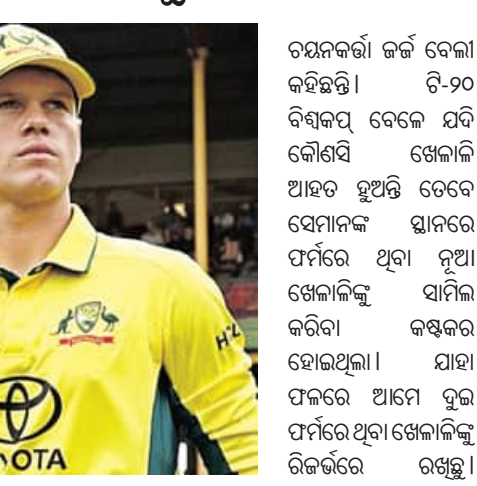 ଚୟନକର୍ତ୍ତା ଜର୍ଜ ବେଲୀ
କହିଛନ୍ତି। ଟି-୨୦
ବିଶ୍ୱକପ୍ ବେଳେ ଯଦି
କୌଣସି ଖେଳାଳି
ଆହତ ହୁଅନ୍ତି ତେବେ
ସେମାନଙ୍କ ସ୍ଥାନରେ
ଫର୍ମରେ ଥିବା ନୂଆ
ଖେଳାଳିଙ୍କୁ ସାମିଲ
କରିବା କଷ୍ଟକର
ହୋଇଥିଲା। ଯାହା
ଫଳରେ ଆମେ ଦୁଇ
ଫର୍ମରେ ଥିବା ଖେଳାଳିଙ୍କୁ
ରିଜର୍ଭରେ ରଖିଛୁ।
OTA